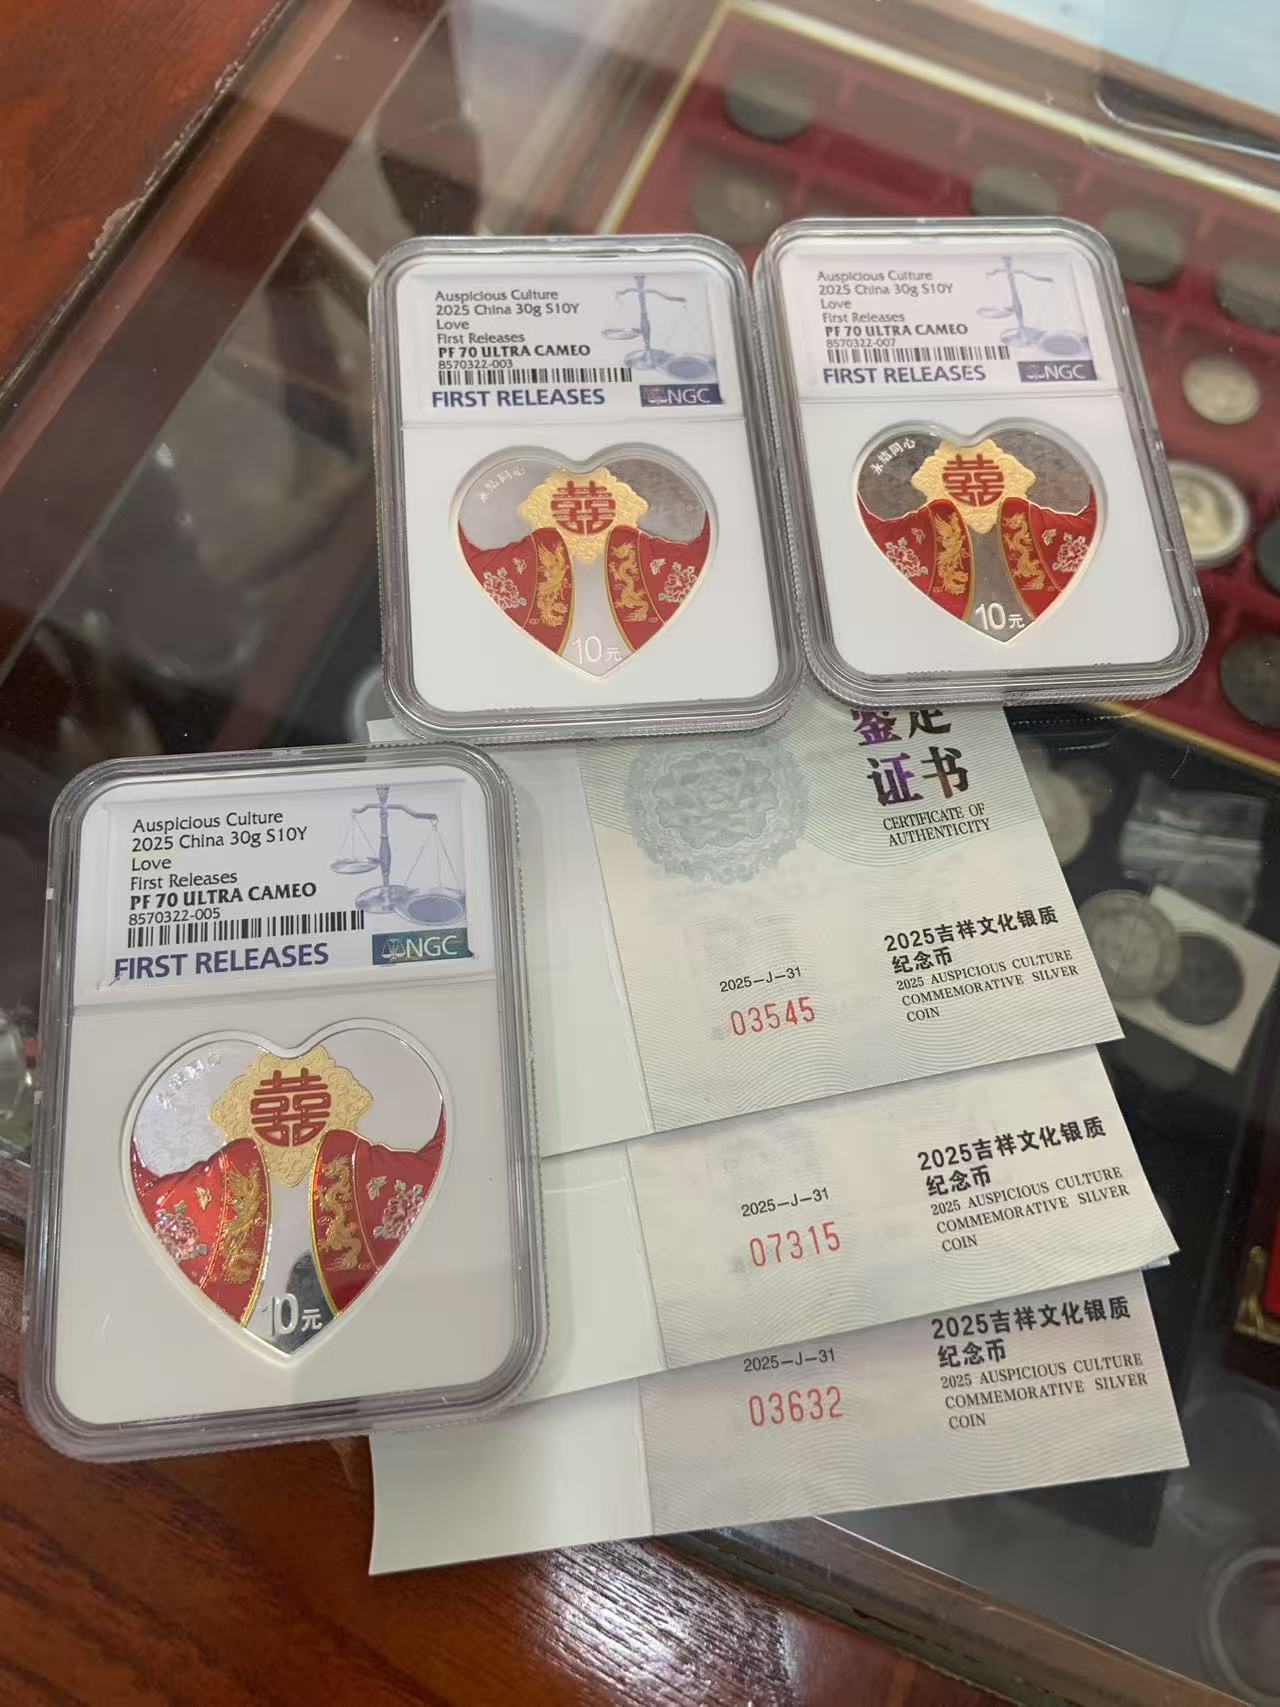 Auspicious Culture
2025 China 30g S10Y
Love
First Releases
PF 70 ULTRA CAMEO
8570322-003
FIRST RELEASES
NGC
永结同心
囍
10元
Auspicious Culture
2025 China 30g S10Y
Love
First Releases
PF 70 ULTRA CAMEO
8570322-007
FIRST RELEASES
NGC
永结同心
囍
10元
Auspicious Culture
2025 China 30g S10Y
Love
First Releases
PF 70 ULTRA CAMEO
8570322-005
FIRST RELEASES
NGC
囍
10元
鉴定
证书
CERTIFICATE OF
AUTHENTICITY
2025-J-31
03545
2025吉祥文化银质
纪念币
2025 AUSPICIOUS CULTURE
COMMEMORATIVE SILVER
COIN
2025-J-31
07315
2025吉祥文化银质
纪念币
2025 AUSPICIOUS CULTURE
COMMEMORATIVE SILVER
COIN
2025-J-31
03632
2025吉祥文化银质
纪念币
2025 AUSPICIOUS CULTURE
COMMEMORATIVE SILVER
COIN